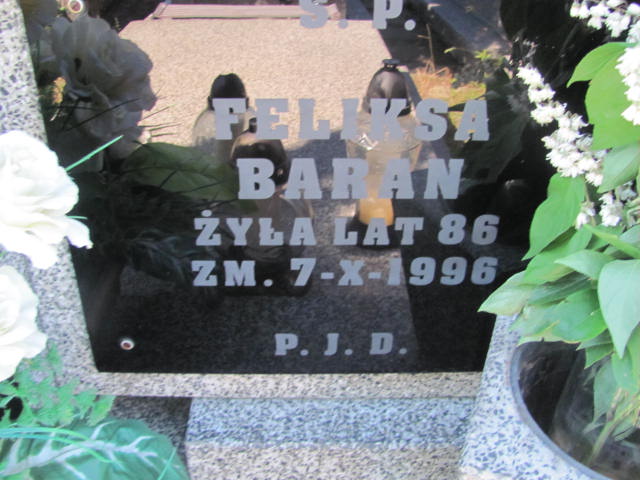 Ś. P.
FELIKSA
BARAN
ŻYŁA LAT 86
ZM. 7-X-1996
P. J. D.